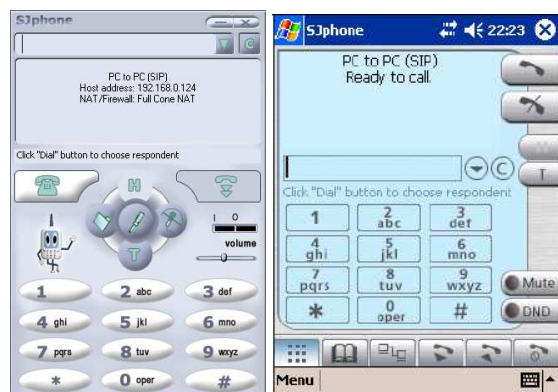 SJphone
C
PC to PC (SIP)
Host address: 192.168.0.124
NAT/Firewall: Full Cone NAT
Click "Dial" button to choose respondent
H
T
I O
volume
1 2 abc 3 def
4 ghi 5 jkl 6 mno
7 pqrs 8 tuv 9 wxyz
* 0 oper #
SJphone 22:23
PC to PC (SIP)
Ready to call.
T
C
Click "Dial" button to choose respondent
1 2 abc 3 def
4 ghi 5 jkl 6 mno
7 pqrs 8 tuv 9 wxyz
* 0 oper #
Mute
DND
Menu